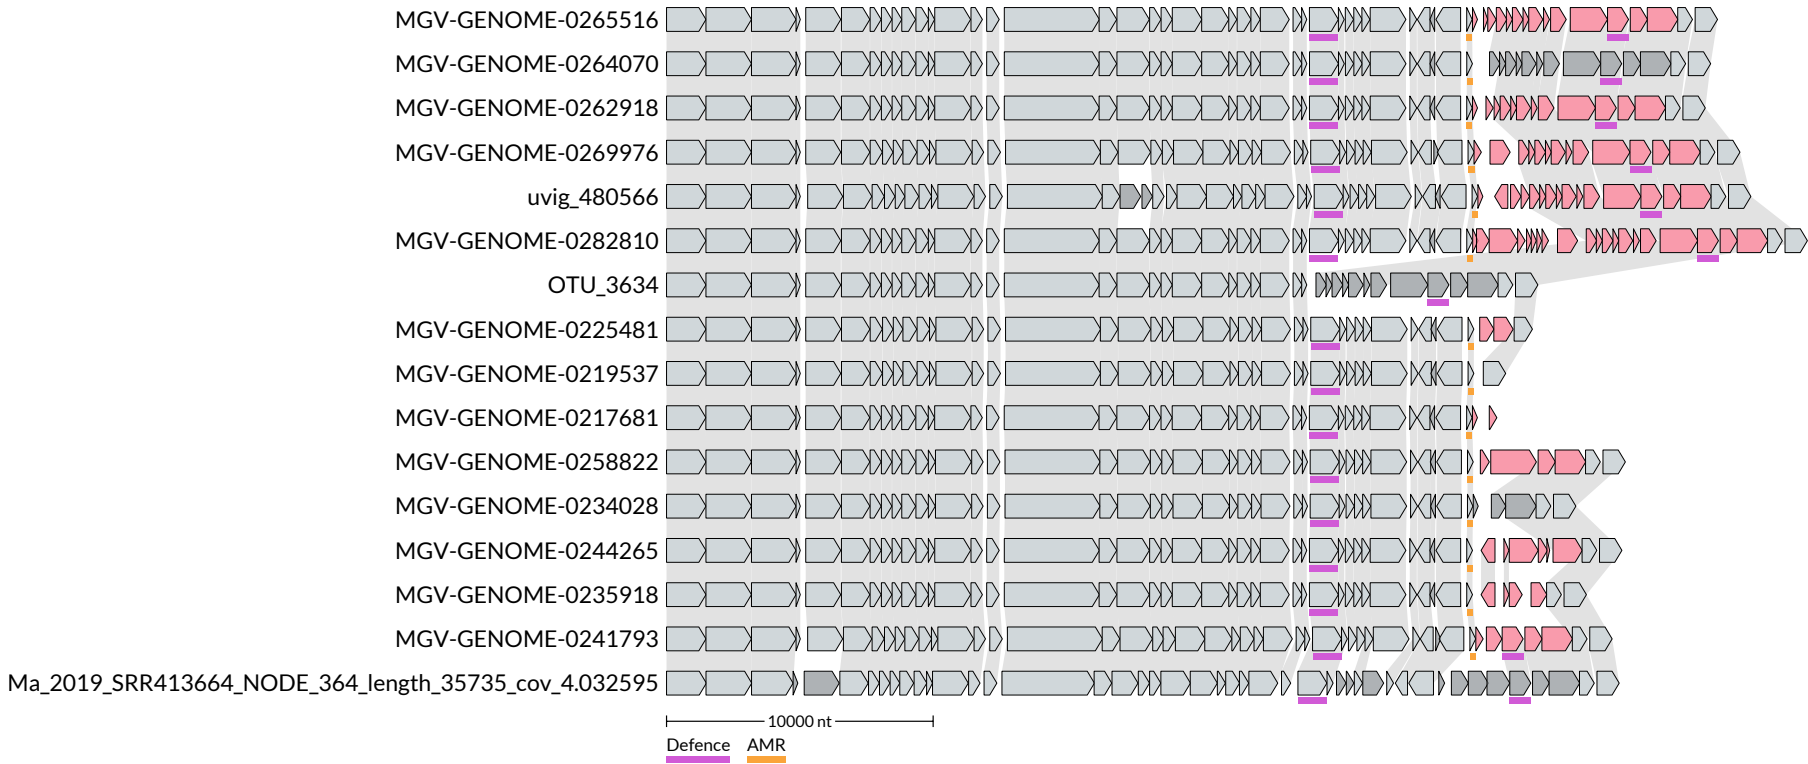 MGV-GENOME-0265516
MGV-GENOME-0264070
MGV-GENOME-0262918
MGV-GENOME-0269976
uvig_480566
MGV-GENOME-0282810
OTU_3634
MGV-GENOME-0225481
MGV-GENOME-0219537
MGV-GENOME-0217681
MGV-GENOME-0258822
MGV-GENOME-0234028
MGV-GENOME-0244265
MGV-GENOME-0235918
MGV-GENOME-0241793
Ma_2019_SRR413664_NODE_364_length_35735_cov_4.032595
10000 nt
Defence AMR